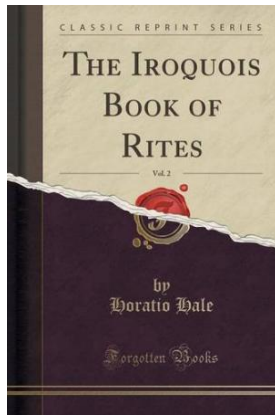 CLASSIC REPRINT SERIES
THE IROQUOIS
BOOK OF
RITES
Vol. 2
by
Horatio Hale
Forgotten Books